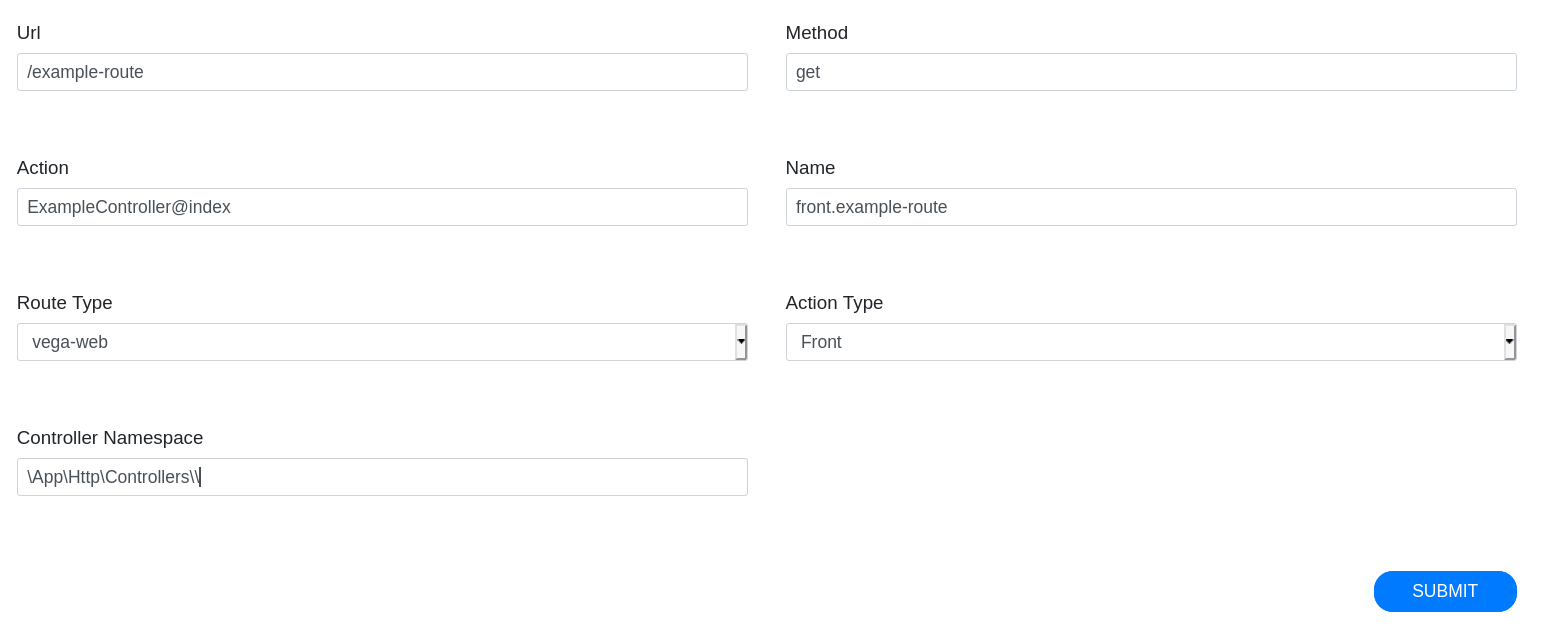 Url
Method
/example-route
get
Action
Name
ExampleController@index
front.example-route
Route Type
Action Type
vega-web
Front
Controller Namespace
\App\Http\Controllers\\
SUBMIT